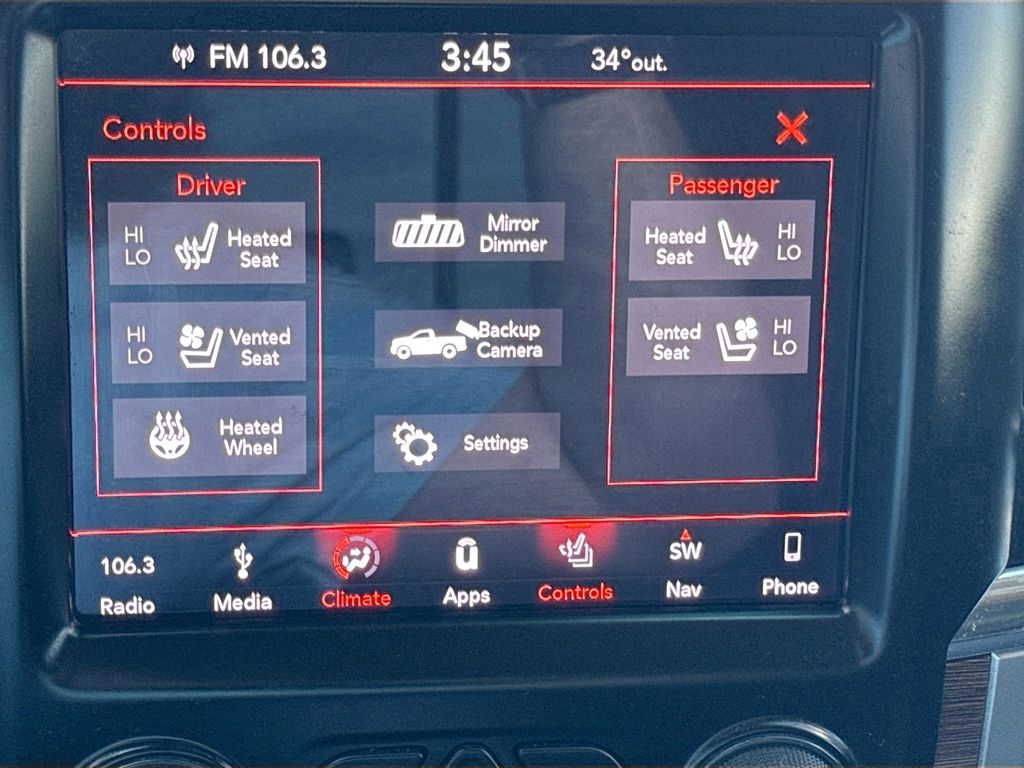 FM 106.3 3:45 34°out.
Controls
Driver
HI
LO
Heated
Seat
HI
LO
Vented
Seat
Heated
Wheel
Mirror
Dimmer
Backup
Camera
Settings
Passenger
Heated
Seat
HI
LO
Vented
Seat
HI
LO
106.3
Radio
Media
Climate
Apps
Controls
SW
Nav
Phone